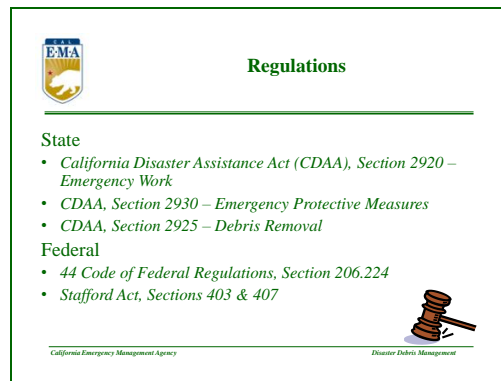 CAL
E·M·A
Regulations
State
• California Disaster Assistance Act (CDAA), Section 2920 –
Emergency Work
• CDAA, Section 2930 – Emergency Protective Measures
• CDAA, Section 2925 – Debris Removal
Federal
• 44 Code of Federal Regulations, Section 206.224
• Stafford Act, Sections 403 & 407
California Emergency Management Agency
Disaster Debris Management